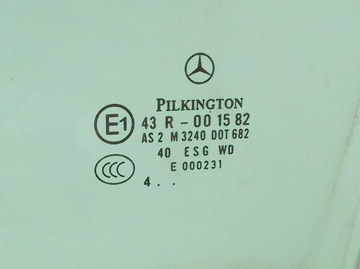 PILKINGTON
E1 43 R - 00 15 82
AS 2 M 3240 DOT 682
40 ESG WD
E 000231
CCC
4 . .